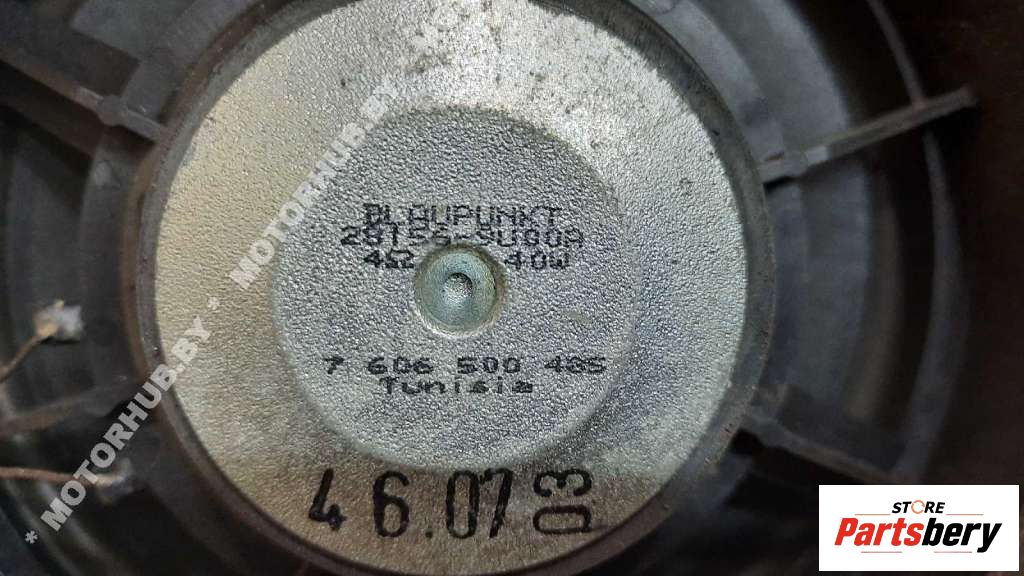 BLAUPUNKT
28156-9U00A
4Ω 40W
7 606 500 485
Tunisia
46.07 03
* MOTORHUB.BY * MOTORHUB.BY *
STORE
Partsbery